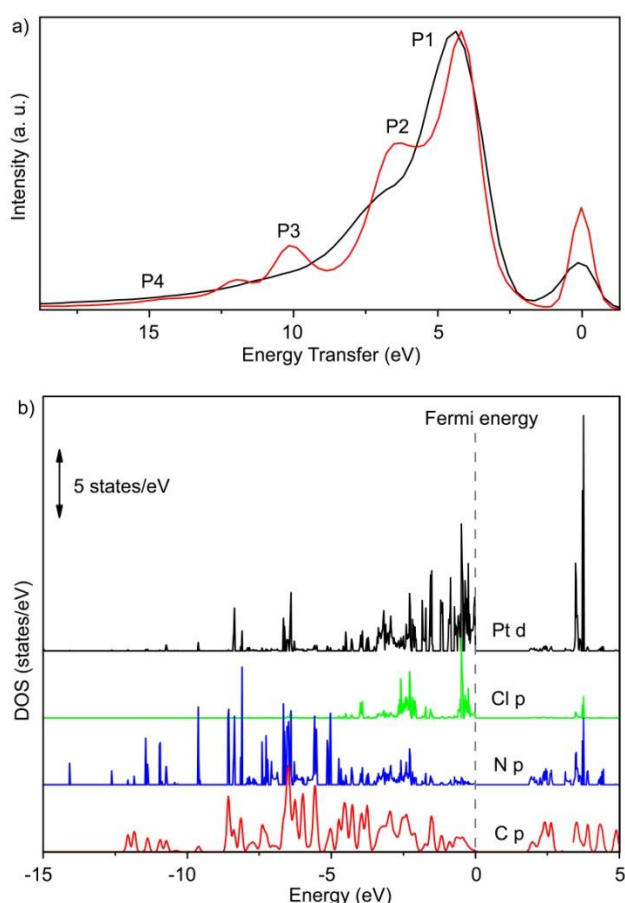 a)
P1
P2
P3
P4
Intensity (a. u.)
15
10
5
0
Energy Transfer (eV)
b)
Fermi energy
5 states/eV
Pt d
Cl p
N p
C p
DOS (states/eV)
-15
-10
-5
0
5
Energy (eV)